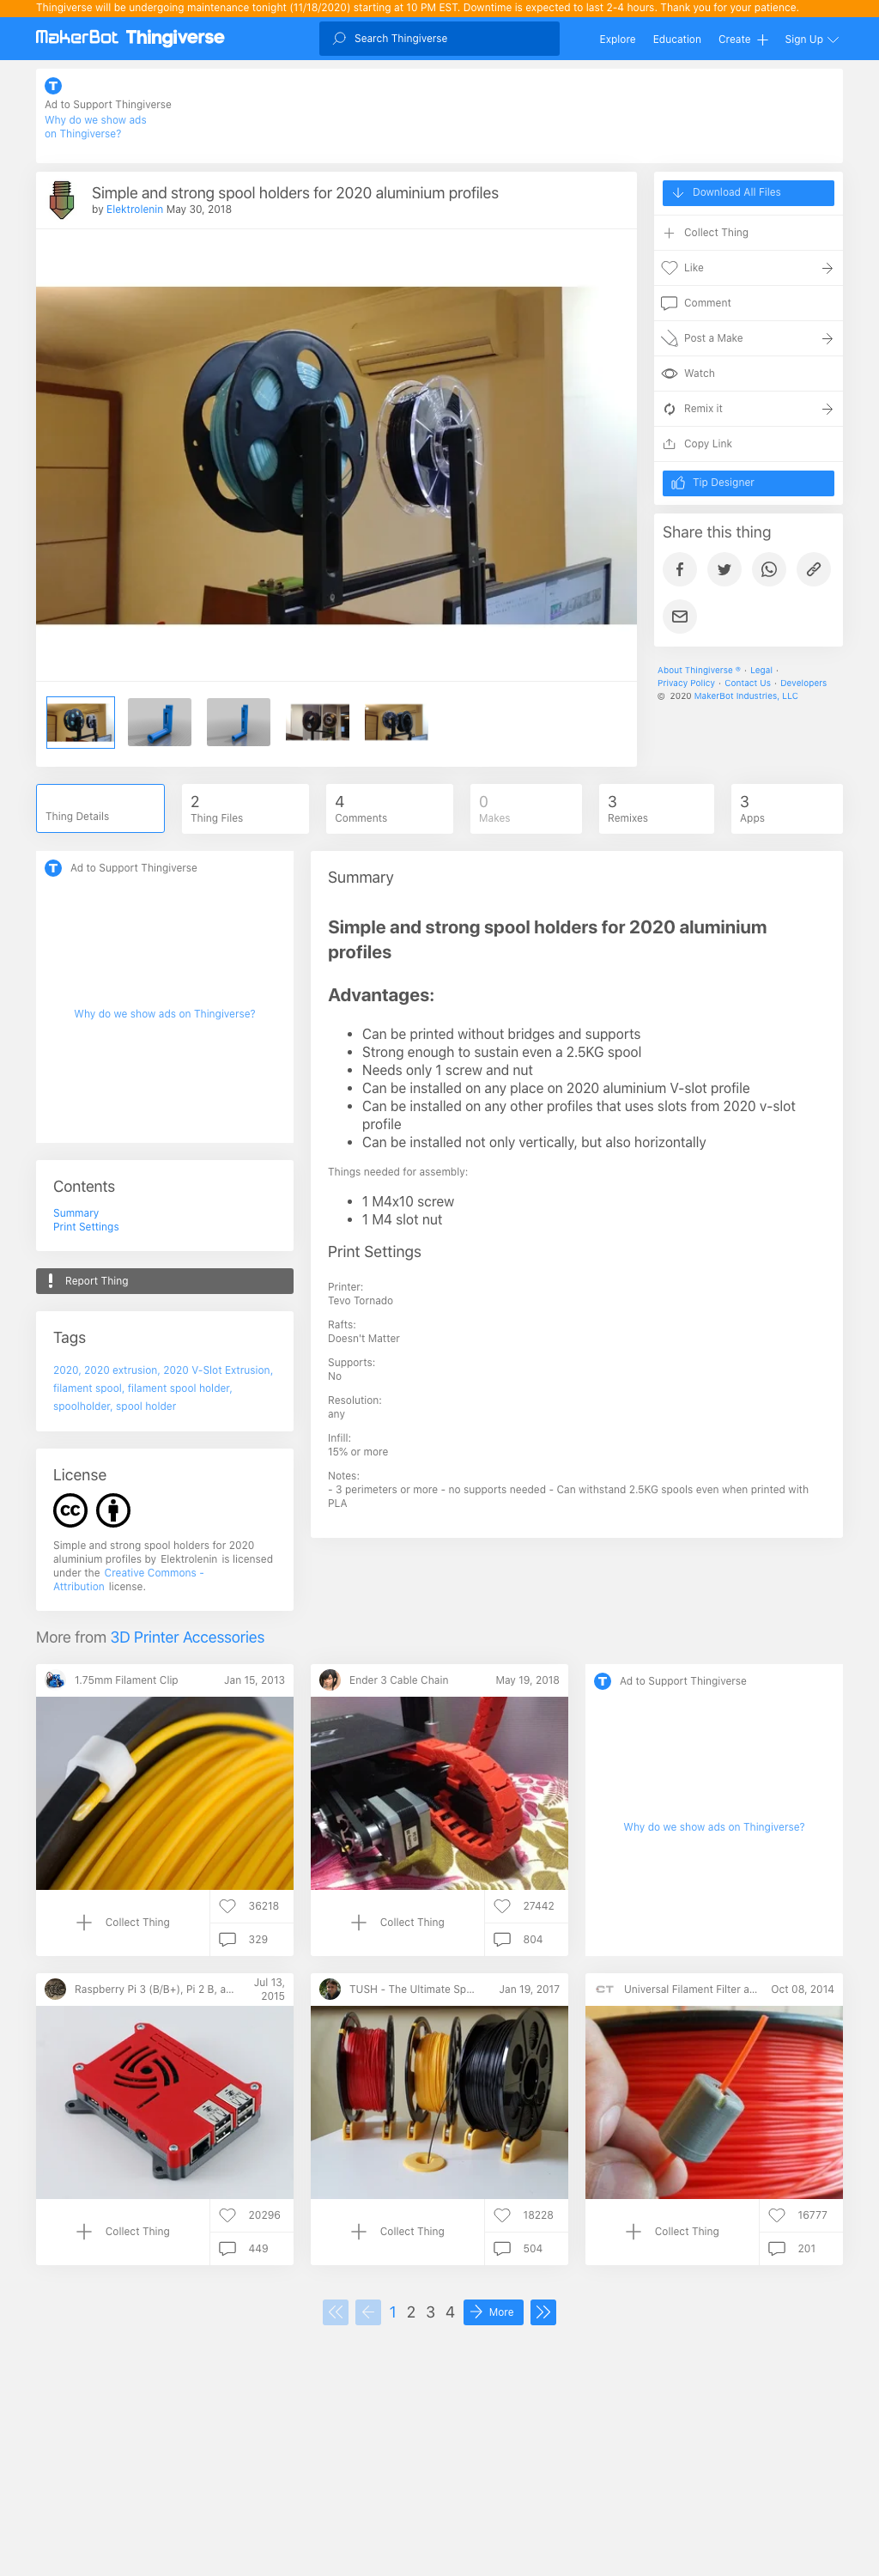 Thingiverse will be undergoing maintenance tonight (11/18/2020) starting at 10 PM EST. Downtime is expected to last 2-4 hours. Thank you for your patience.
MakerBot Thingiverse
Search Thingiverse
Explore
Education
Create
Sign Up
Ad to Support Thingiverse
Why do we show ads
on Thingiverse?
Simple and strong spool holders for 2020 aluminium profiles
by Elektrolenin May 30, 2018
Download All Files
Collect Thing
Like
Comment
Post a Make
Watch
Remix it
Copy Link
Tip Designer
Share this thing
About Thingiverse ® · Legal ·
Privacy Policy · Contact Us · Developers
© 2020 MakerBot Industries, LLC
Thing Details
2
Thing Files
4
Comments
0
Makes
3
Remixes
3
Apps
Ad to Support Thingiverse
Why do we show ads on Thingiverse?
Contents
Summary
Print Settings
Report Thing
Tags
2020, 2020 extrusion, 2020 V-Slot Extrusion,
filament spool, filament spool holder,
spoolholder, spool holder
License
Simple and strong spool holders for 2020
aluminium profiles by Elektrolenin is licensed
under the Creative Commons -
Attribution license.
Summary
Simple and strong spool holders for 2020 aluminium
profiles
Advantages:
• Can be printed without bridges and supports
• Strong enough to sustain even a 2.5KG spool
• Needs only 1 screw and nut
• Can be installed on any place on 2020 aluminium V-slot profile
• Can be installed on any other profiles that uses slots from 2020 v-slot
profile
• Can be installed not only vertically, but also horizontally
Things needed for assembly:
• 1 M4x10 screw
• 1 M4 slot nut
Print Settings
Printer:
Tevo Tornado
Rafts:
Doesn't Matter
Supports:
No
Resolution:
any
Infill:
15% or more
Notes:
- 3 perimeters or more - no supports needed - Can withstand 2.5KG spools even when printed with
PLA
More from 3D Printer Accessories
1.75mm Filament Clip
Jan 15, 2013
Collect Thing
36218
329
Ender 3 Cable Chain
May 19, 2018
Collect Thing
27442
804
Ad to Support Thingiverse
Why do we show ads on Thingiverse?
Raspberry Pi 3 (B/B+), Pi 2 B, a...
Jul 13,
2015
Collect Thing
20296
449
TUSH - The Ultimate Sp...
Jan 19, 2017
Collect Thing
18228
504
CT
Universal Filament Filter a...
Oct 08, 2014
Collect Thing
16777
201
1 2 3 4
More